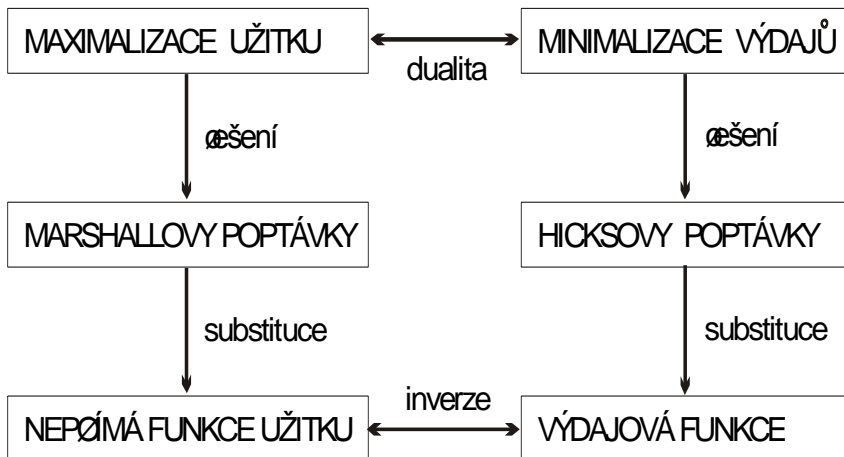 MAXIMALIZACE UŽITKU
MINIMALIZACE VÝDAJŮ
dualita
øešení
øešení
MARSHALLOVY POPTÁVKY
HICKSOVY POPTÁVKY
substituce
substituce
inverze
NEPØÍMÁ FUNKCE UŽITKU
VÝDAJOVÁ FUNKCE